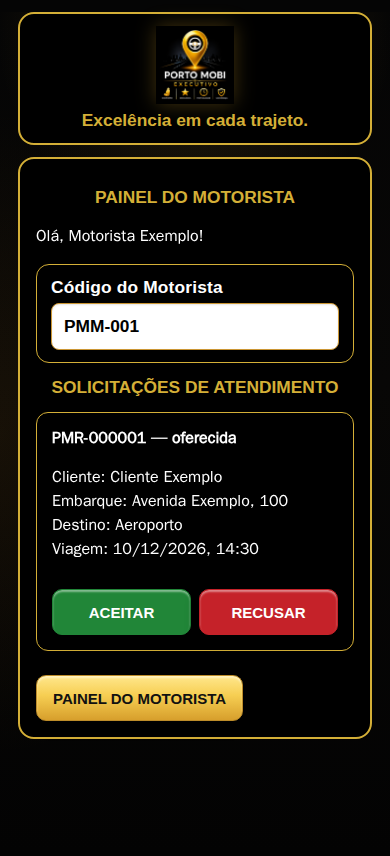 PORTO MOBI
EXECUTIVO
Excelência em cada trajeto.
PAINEL DO MOTORISTA
Olá, Motorista Exemplo!
Código do Motorista
PMM-001
SOLICITAÇÕES DE ATENDIMENTO
PMR-000001 — oferecida
Cliente: Cliente Exemplo
Embarque: Avenida Exemplo, 100
Destino: Aeroporto
Viagem: 10/12/2026, 14:30
ACEITAR RECUSAR
PAINEL DO MOTORISTA